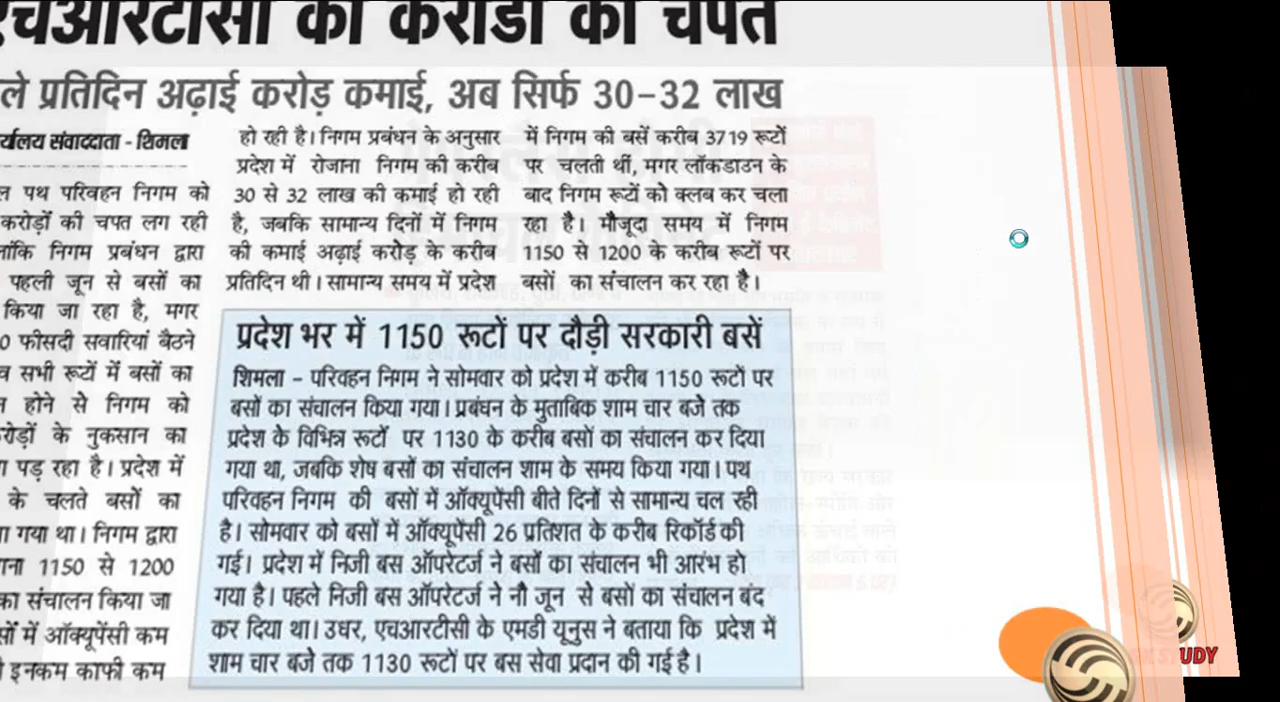 एचआरटीसी को करोडों की चपत
ले प्रतिदिन अढ़ाई करोड़ कमाई, अब सिर्फ 30-32 लाख
र्यालय संवाददाता - शिमला
ल पथ परिवहन निगम को
करोड़ों की चपत लग रही
लांकि निगम प्रबंधन द्वारा
पहली जून से बसों का
किया जा रहा है, मगर
0 फीसदी सवारियां बैठने
व सभी रूटों में बसों का
न होने से निगम को
रोड़ों के नुकसान का
ा पड़ रहा है। प्रदेश में
के चलते बसों का
ा गया था। निगम द्वारा
ाना 1150 से 1200
का संचालन किया जा
सों में ऑक्यूपेंसी कम
ी इनकम काफी कम
हो रही है। निगम प्रबंधन के अनुसार
प्रदेश में रोजाना निगम की करीब
30 से 32 लाख की कमाई हो रही
है, जबकि सामान्य दिनों में निगम
की कमाई अढ़ाई करोड़ के करीब
प्रतिदिन थी। सामान्य समय में प्रदेश
में निगम की बसें करीब 3719 रूटों
पर चलती थीं, मगर लॉकडाउन के
बाद निगम रूटों को क्लब कर चला
रहा है। मौजूदा समय में निगम
1150 से 1200 के करीब रूटों पर
बसों का संचालन कर रहा है।
प्रदेश भर में 1150 रूटों पर दौड़ी सरकारी बसें
शिमला – परिवहन निगम ने सोमवार को प्रदेश में करीब 1150 रूटों पर
बसों का संचालन किया गया। प्रबंधन के मुताबिक शाम चार बजे तक
प्रदेश के विभिन्न रूटों पर 1130 के करीब बसों का संचालन कर दिया
गया था, जबकि शेष बसों का संचालन शाम के समय किया गया। पथ
परिवहन निगम की बसों में ऑक्यूपेंसी बीते दिनों से सामान्य चल रही
है। सोमवार को बसों में ऑक्यूपेंसी 26 प्रतिशत के करीब रिकॉर्ड की
गई। प्रदेश में निजी बस ऑपरेटर्ज ने बसों का संचालन भी आरंभ हो
गया है। पहले निजी बस ऑपरेटर्ज ने नौ जून से बसों का संचालन बंद
कर दिया था। उधर, एचआरटीसी के एमडी यूनुस ने बताया कि प्रदेश में
शाम चार बजे तक 1130 रूटों पर बस सेवा प्रदान की गई है।
STUDY